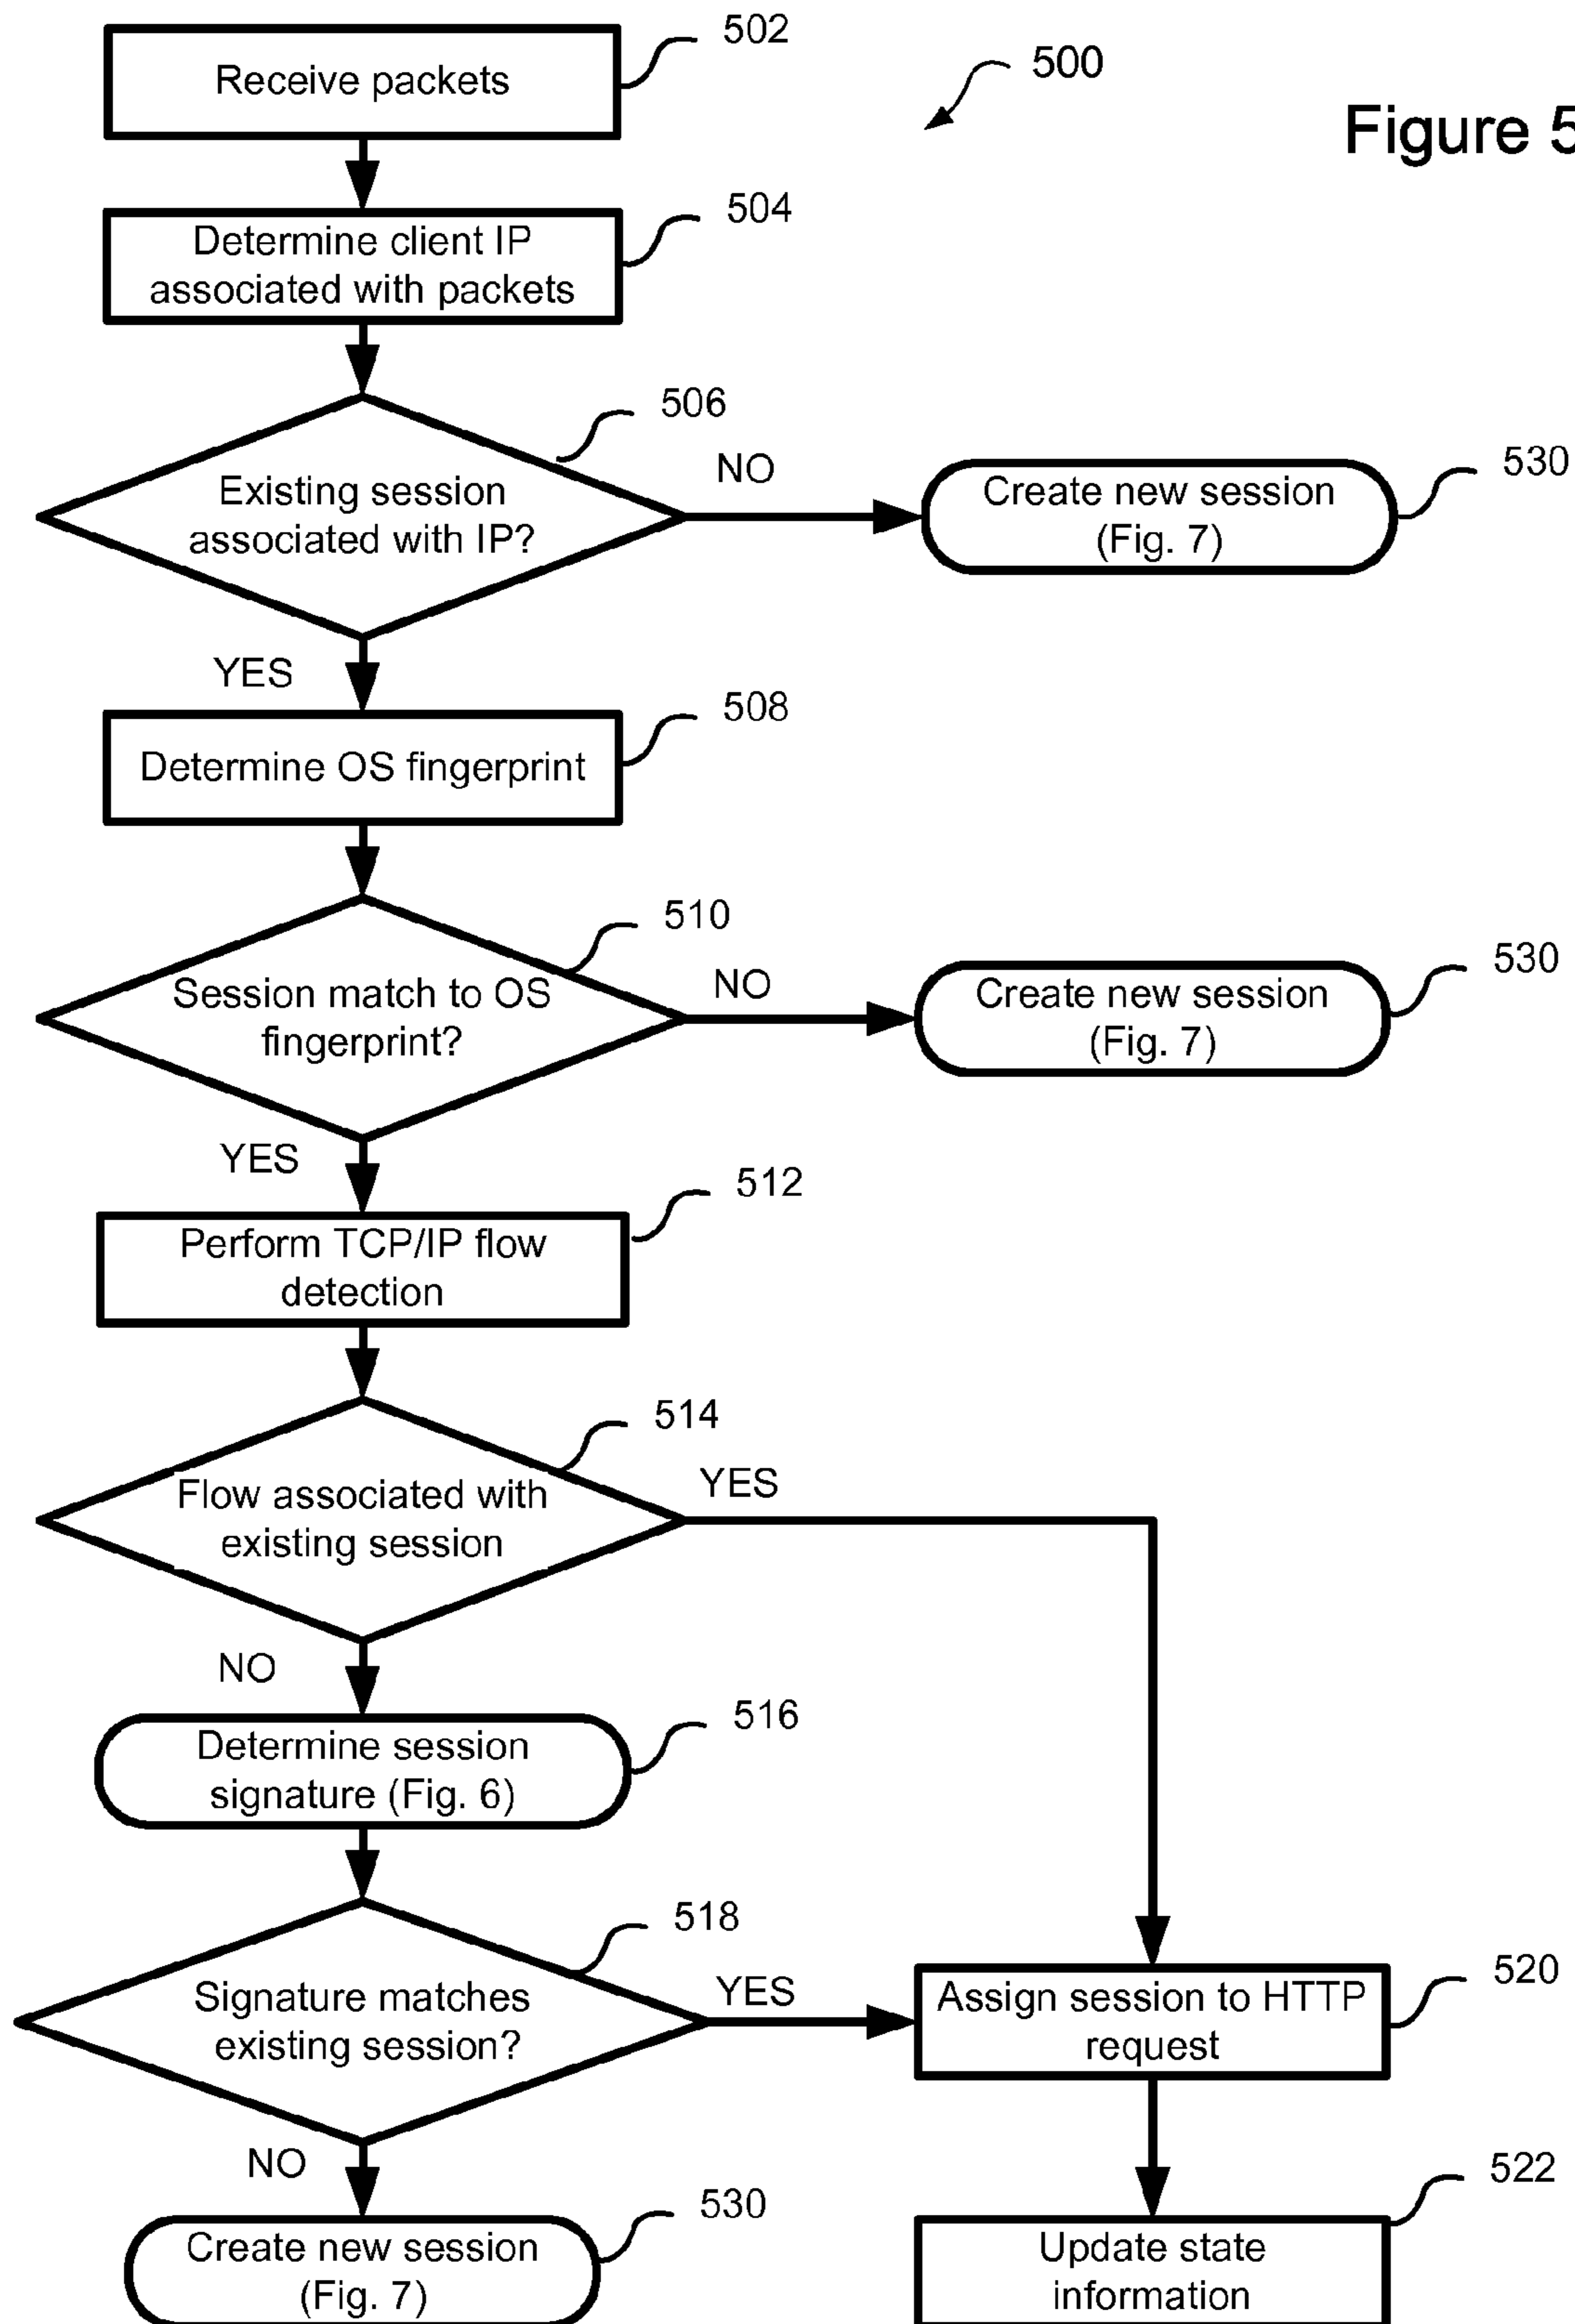 502
Receive packets
500
Figure 5
504
Determine client IP
associated with packets
506
Existing session
associated with IP?
NO
530
Create new session
(Fig. 7)
YES
508
Determine OS fingerprint
510
Session match to OS
fingerprint?
NO
530
Create new session
(Fig. 7)
YES
512
Perform TCP/IP flow
detection
514
Flow associated with
existing session
YES
NO
516
Determine session
signature (Fig. 6)
518
Signature matches
existing session?
YES
520
Assign session to HTTP
request
NO
530
Create new session
(Fig. 7)
522
Update state
information